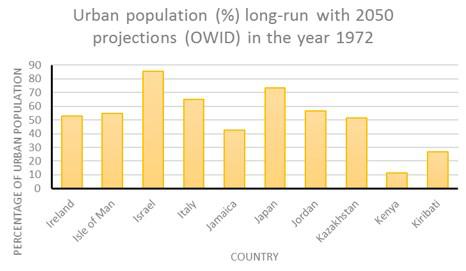 Urban population (%) long-run with 2050
projections (OWID) in the year 1972
PERCENTAGE OF URBAN POPULATION
90
80
70
60
50
40
30
20
10
0
Ireland
Isle of Man
Israel
Italy
Jamaica
Japan
Jordan
Kazakhstan
Kenya
Kiribati
COUNTRY